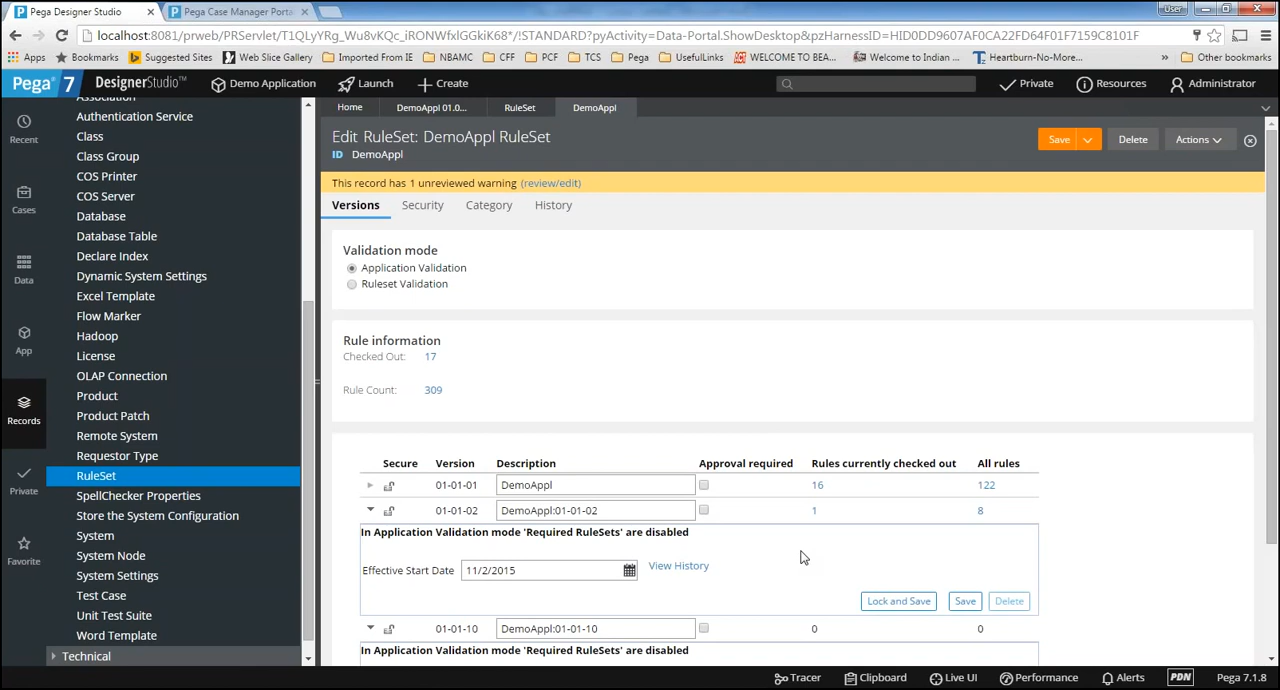 Pega Designer Studio
Pega Case Manager Porta
User
localhost:8081/prweb/PRServlet/T1QLyYRg_Wu8vKQc_iRONWfxlGGkiK68*/!STANDARD?pyActivity=Data-Portal.ShowDesktop&pzHarnessID=HID0DD9607AF0CA22FD64F01F7159C8101F
Apps Bookmarks Suggested Sites Web Slice Gallery Imported From IE NBAMC CFF PCF TCS Pega UsefulLinks WELCOME TO BEA... Welcome to Indian ... Heartburn-No-More... » Other bookmarks
Pega 7 DesignerStudio™ Demo Application Launch Create Private Resources Administrator
Home DemoAppl 01.0... RuleSet DemoAppl
Recent
Cases
Data
App
Records
Private
Favorite
Association
Authentication Service
Class
Class Group
COS Printer
COS Server
Database
Database Table
Declare Index
Dynamic System Settings
Excel Template
Flow Marker
Hadoop
License
OLAP Connection
Product
Product Patch
Remote System
Requestor Type
RuleSet
SpellChecker Properties
Store the System Configuration
System
System Node
System Settings
Test Case
Unit Test Suite
Word Template
Technical
Edit RuleSet: DemoAppl RuleSet
ID DemoAppl
Save Delete Actions
This record has 1 unreviewed warning (review/edit)
Versions Security Category History
Validation mode
Application Validation
Ruleset Validation
Rule information
Checked Out: 17
Rule Count: 309
Secure Version Description Approval required Rules currently checked out All rules
01-01-01 DemoAppl 16 122
01-01-02 DemoAppl:01-01-02 1 8
In Application Validation mode 'Required RuleSets' are disabled
Effective Start Date 11/2/2015 View History
Lock and Save Save Delete
01-01-10 DemoAppl:01-01-10 0 0
In Application Validation mode 'Required RuleSets' are disabled
Tracer Clipboard Live UI Performance Alerts PDN Pega 7.1.8